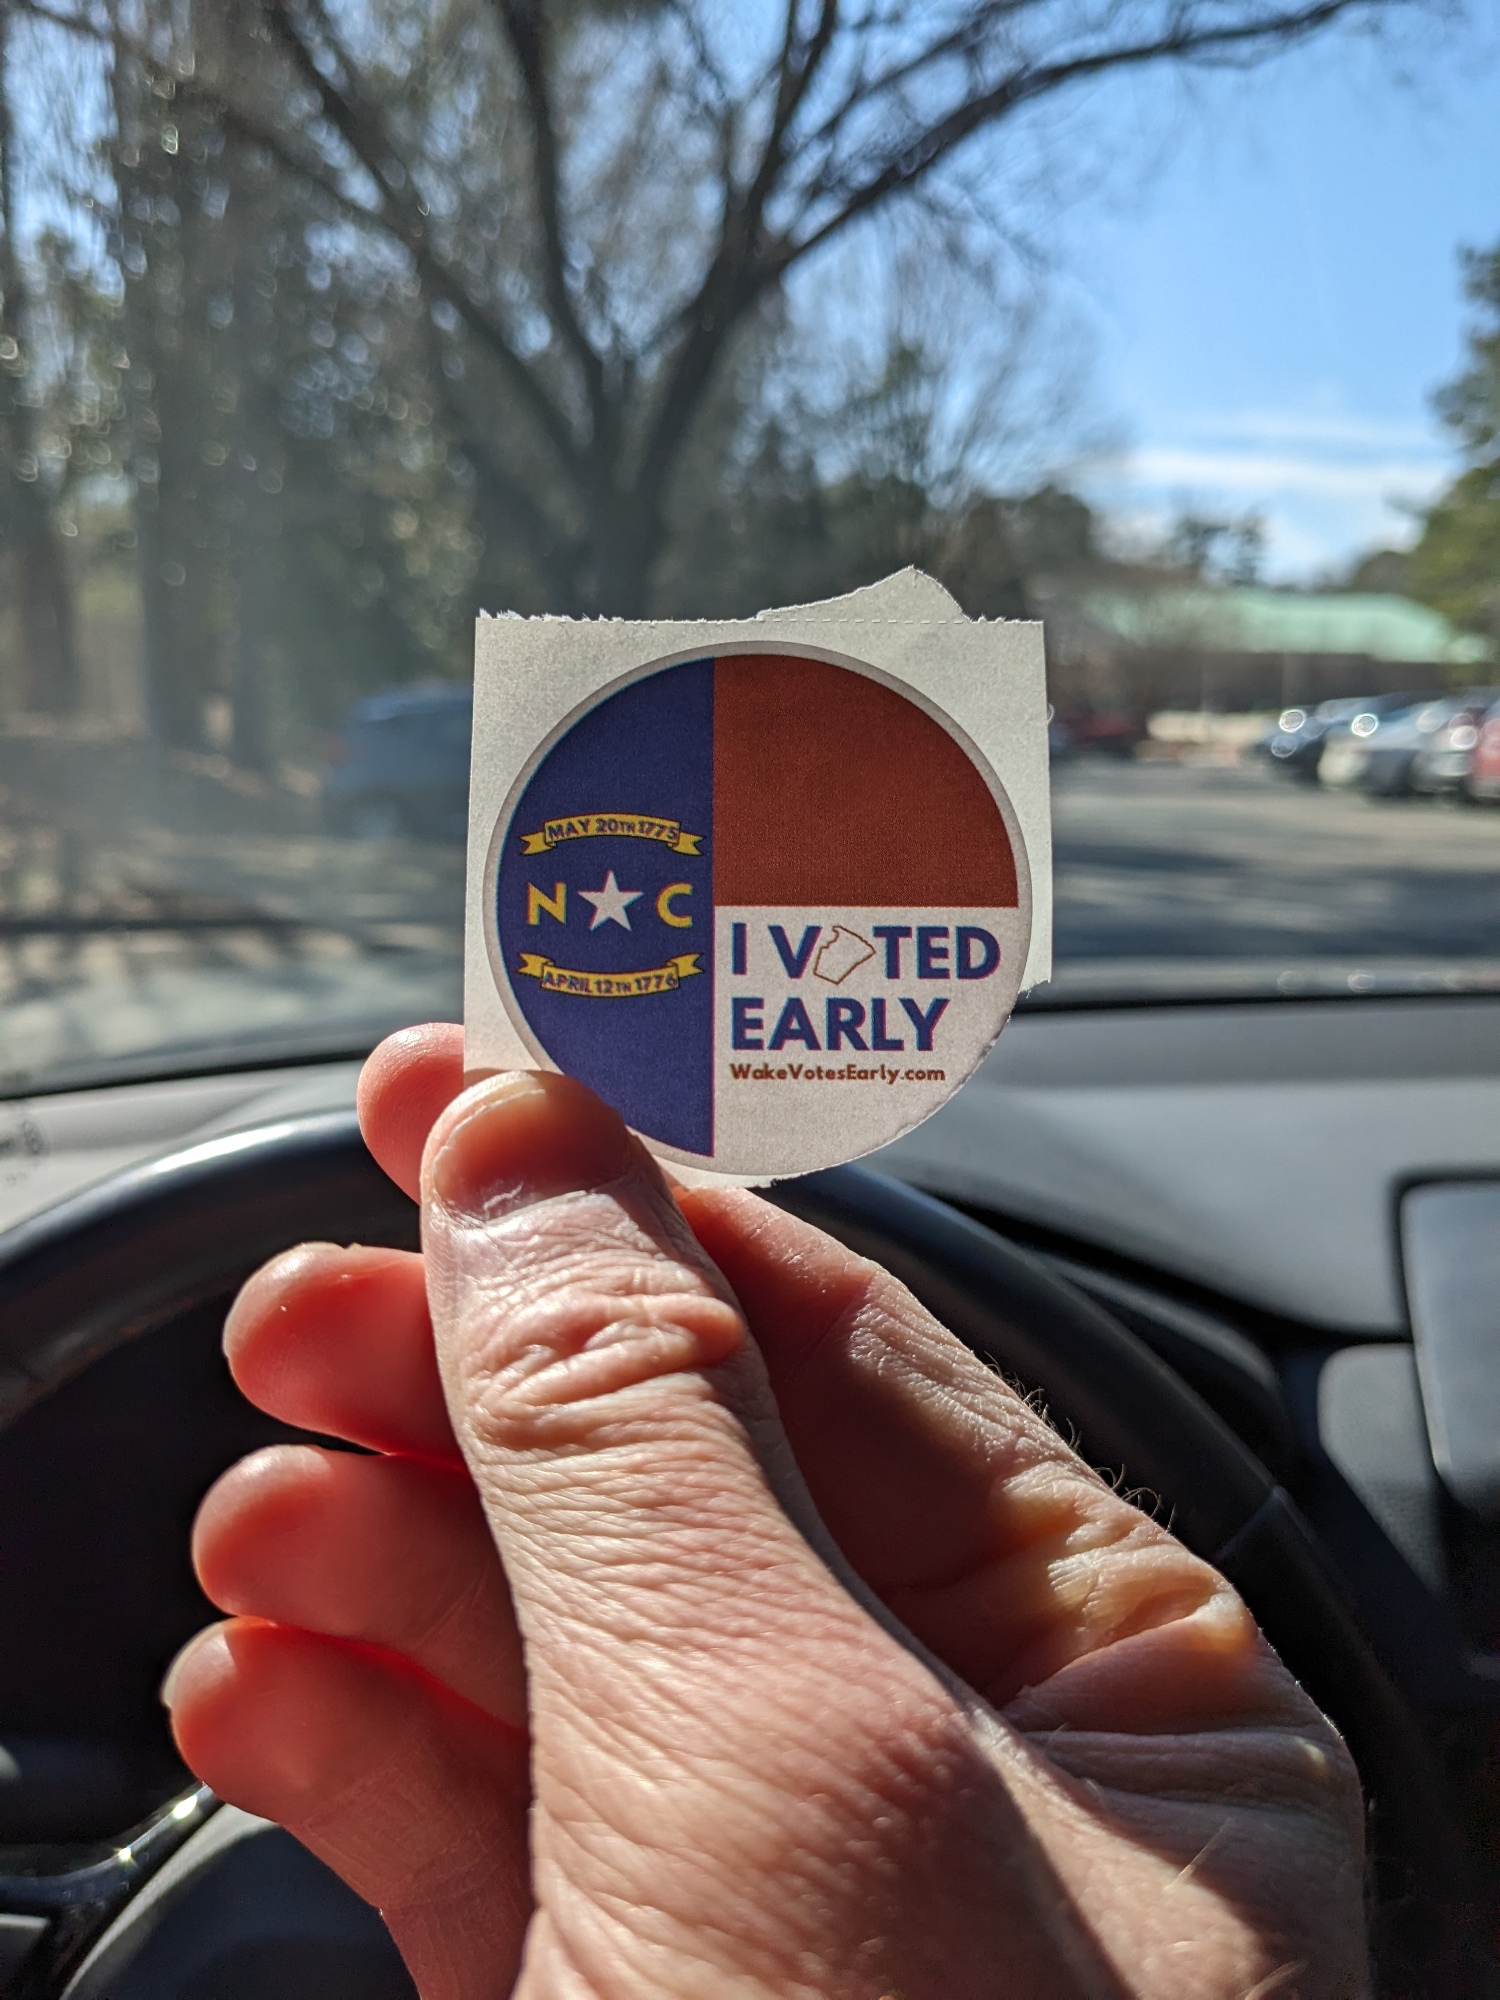 MAY 20TH 1775
N C
APRIL 12TH 1776
I VOTED
EARLY
WakeVotesEarly.com